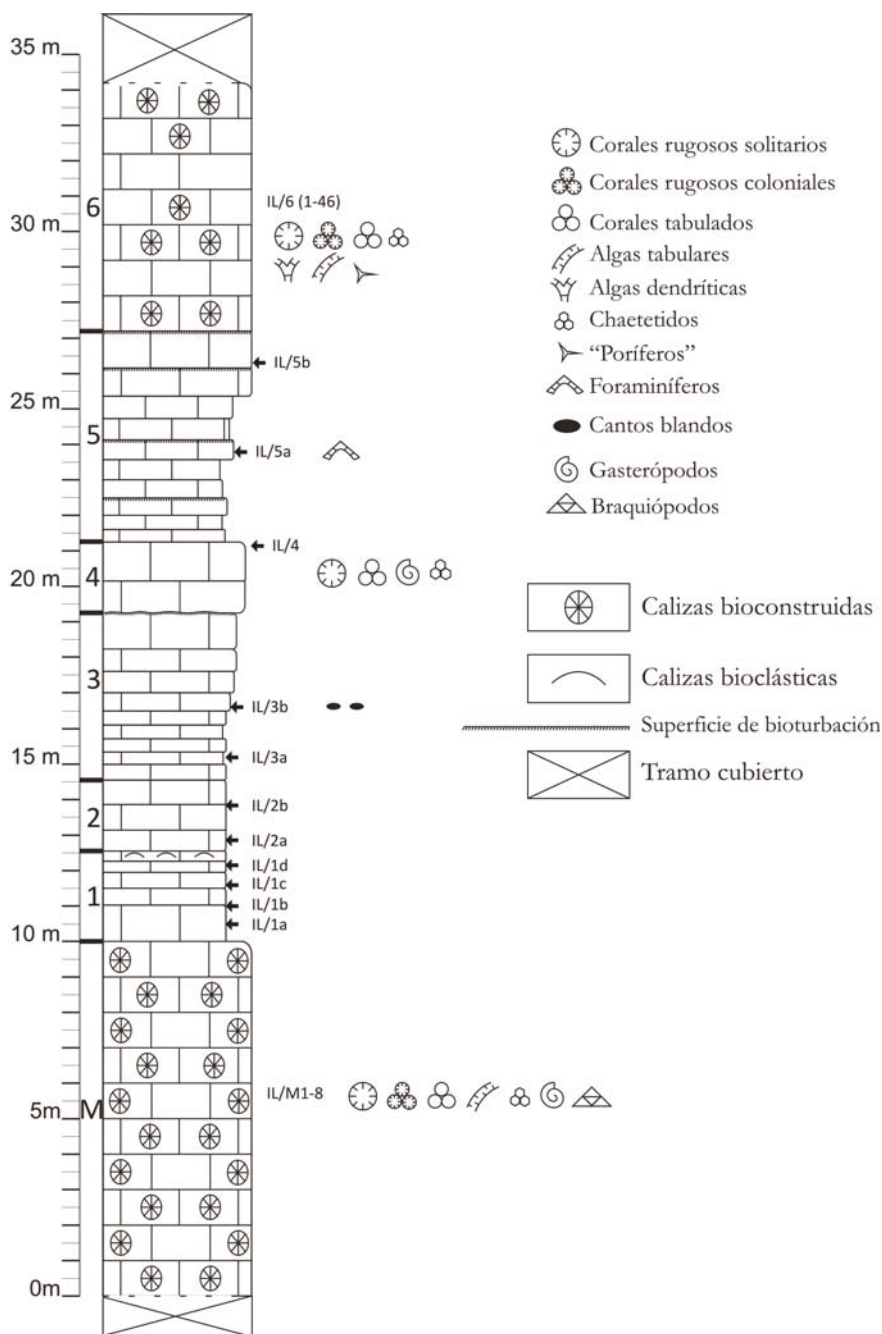 35 m
30 m
25 m
20 m
15 m
10 m
5m
0m
6
5
4
3
2
1
M
IL/6 (1-46)
IL/5b
IL/5a
IL/4
IL/3b
IL/3a
IL/2b
IL/2a
IL/1d
IL/1c
IL/1b
IL/1a
IL/M1-8
Corales rugosos solitarios
Corales rugosos coloniales
Corales tabulados
Algas tabulares
Algas dendríticas
Chaetetidos
“Poríferos”
Foraminíferos
Cantos blandos
Gasterópodos
Braquiópodos
Calizas bioconstruidas
Calizas bioclásticas
Superficie de bioturbación
Tramo cubierto